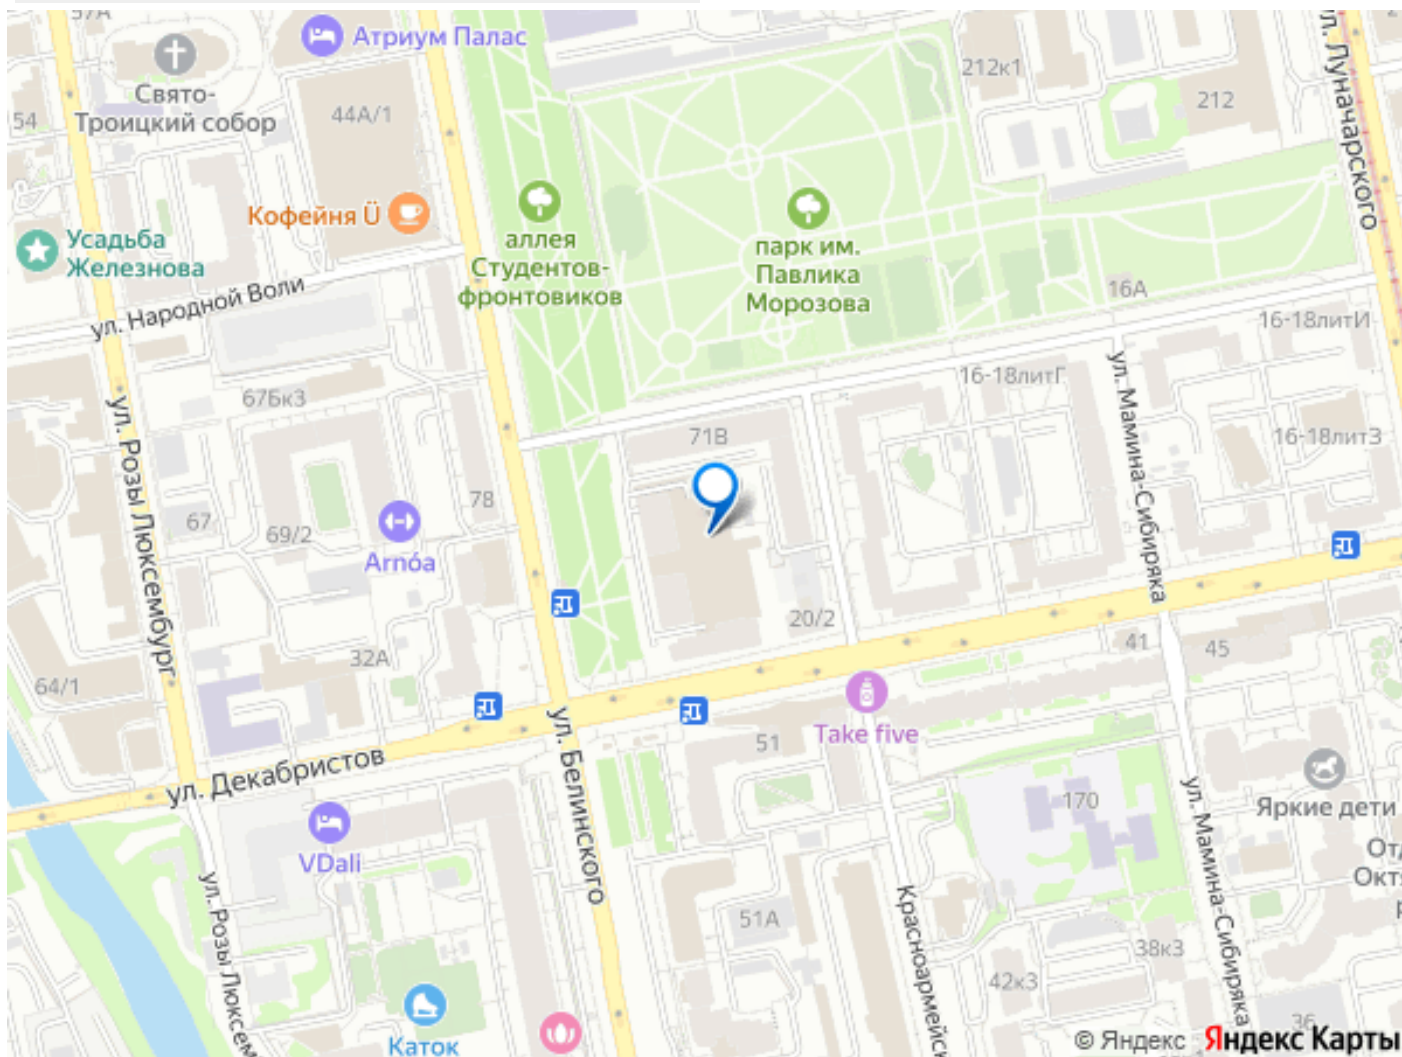 57А
Атриум Палас
212к1
ул. Луначарского
Свято-
Троицкий собор
54
44А/1
212
Кофейня Ü
Усадьба
Железнова
аллея
Студентов-
фронтовиков
парк им.
Павлика
Морозова
ул. Народной Воли
16А
16-18литИ
67Бк3
16-18литГ
ул. Розы Люксембург
71В
16-18литЗ
ул. Мамина-Сибиряка
78
67
69/2
Arnóa
20/2
32А
41
45
64/1
ул. Декабристов
ул. Белинского
51
Take five
VDali
170
ул. Мамина-Сибиряка
Яркие дети
От
Окт
р
ул. Розы Люксем
51А
Красноармейск
38к3
42к3
36
Каток
© Яндекс Яндекс Карты